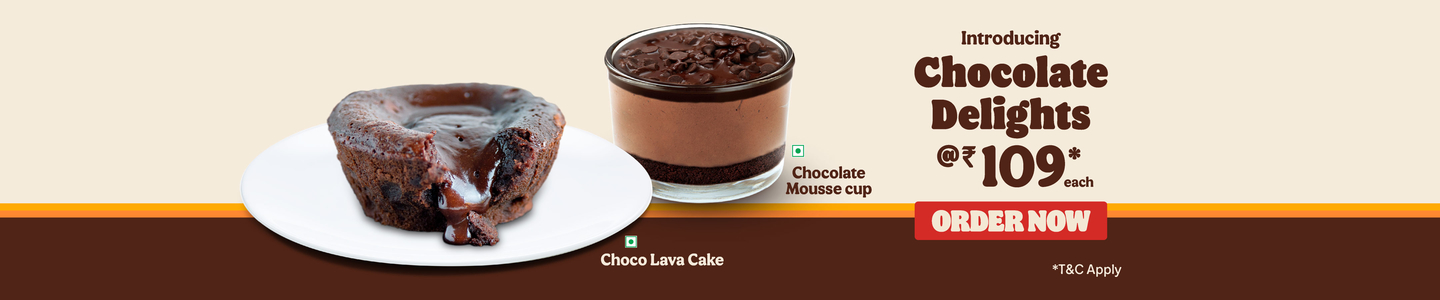 Introducing
Chocolate
Delights
@₹109*
each
ORDER NOW
*T&C Apply
Chocolate
Mousse cup
Choco Lava Cake